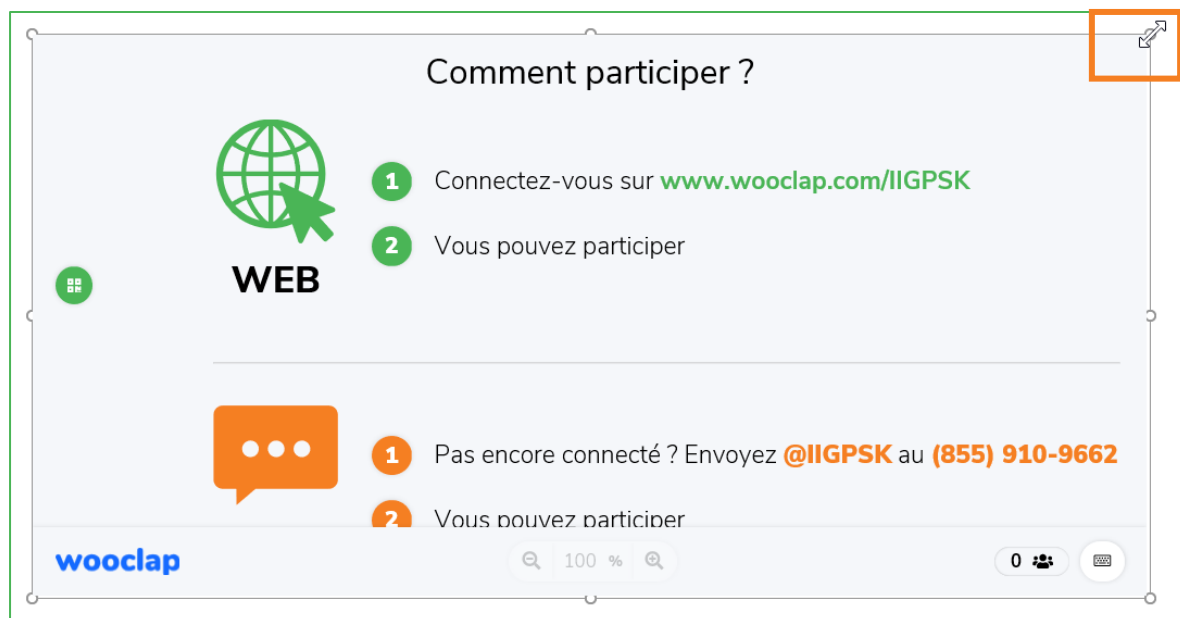 Comment participer ?
1 Connectez-vous sur www.wooclap.com/IIGPSK
2 Vous pouvez participer
WEB
1 Pas encore connecté ? Envoyez @IIGPSK au (855) 910-9662
2 Vous pouvez participer
wooclap 100 % 0